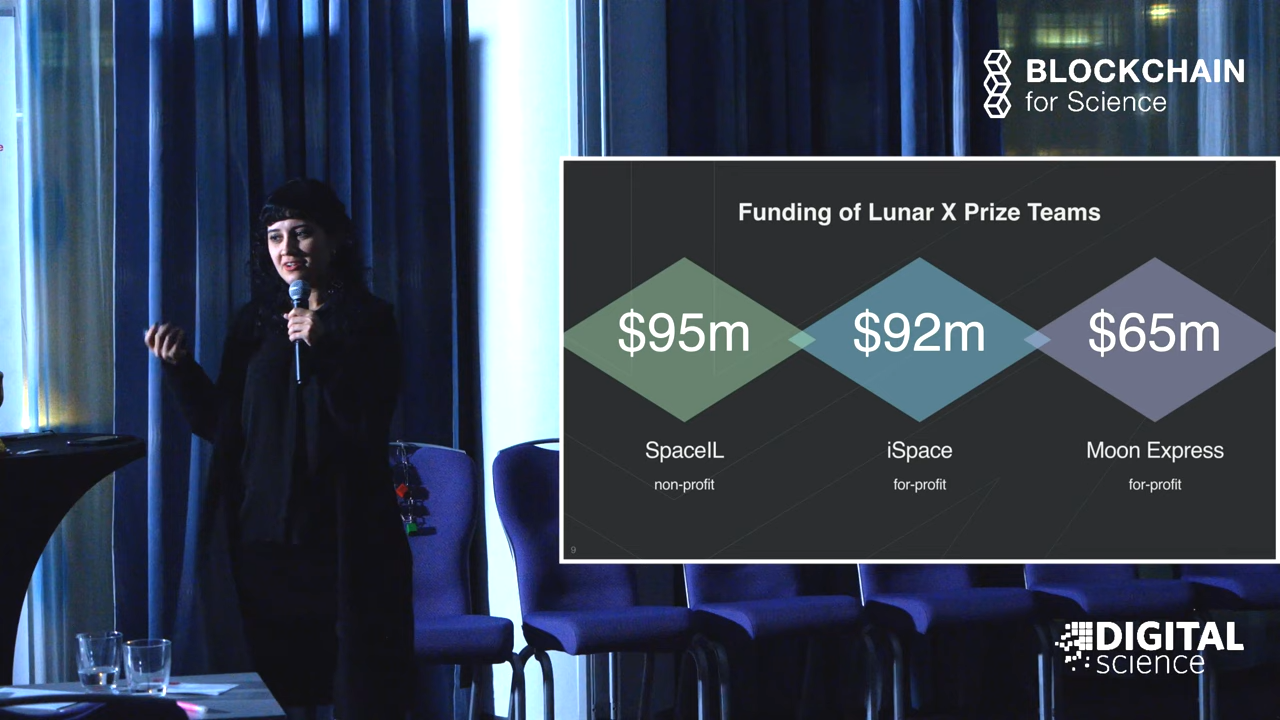 BLOCKCHAIN
for Science
Funding of Lunar X Prize Teams
$95m
$92m
$65m
SpaceIL
iSpace
Moon Express
non-profit
for-profit
for-profit
9
DIGITAL
science